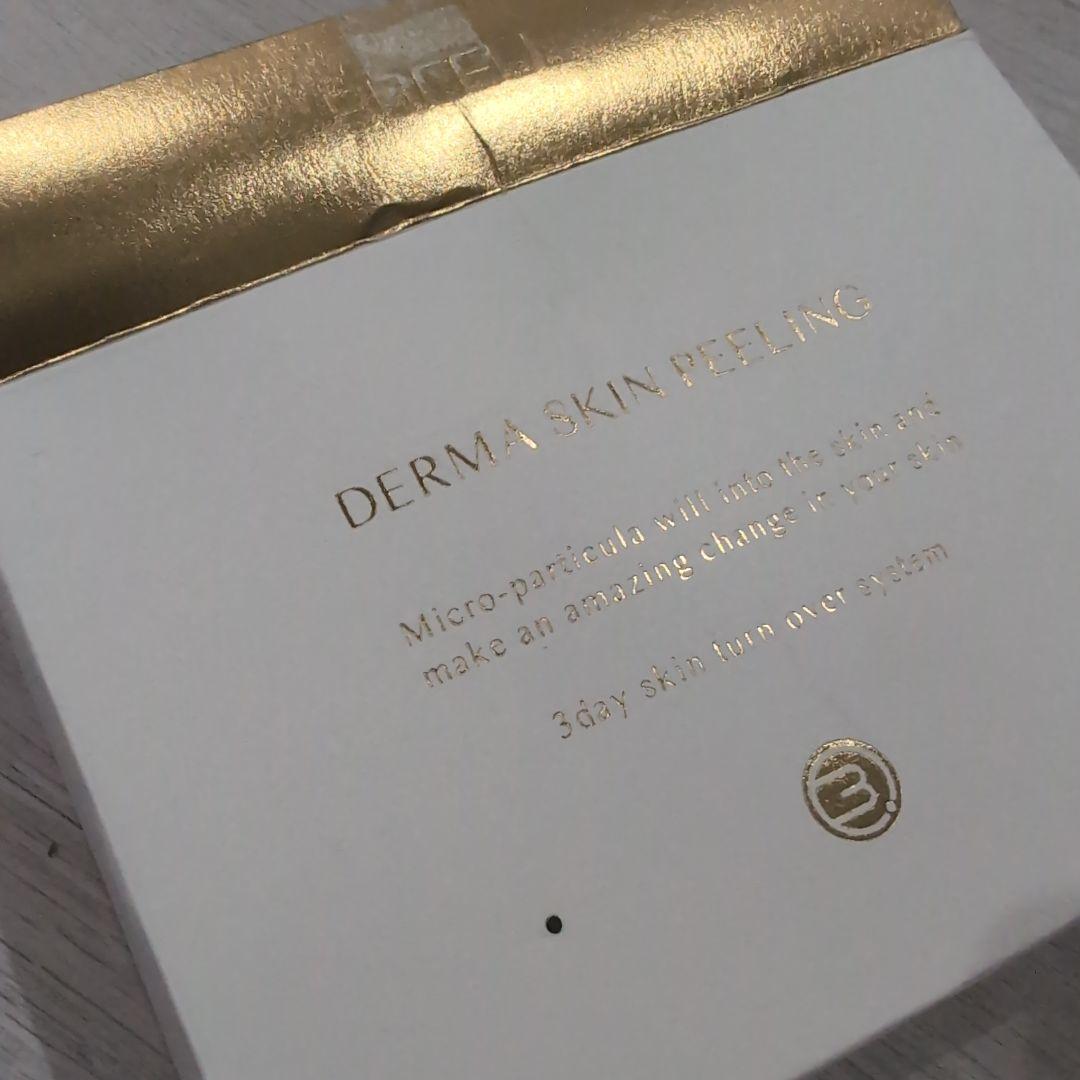 DERMA SKIN PEELING
Micro-particula will into the skin and
make an amazing change in your skin
3day skin turn over system